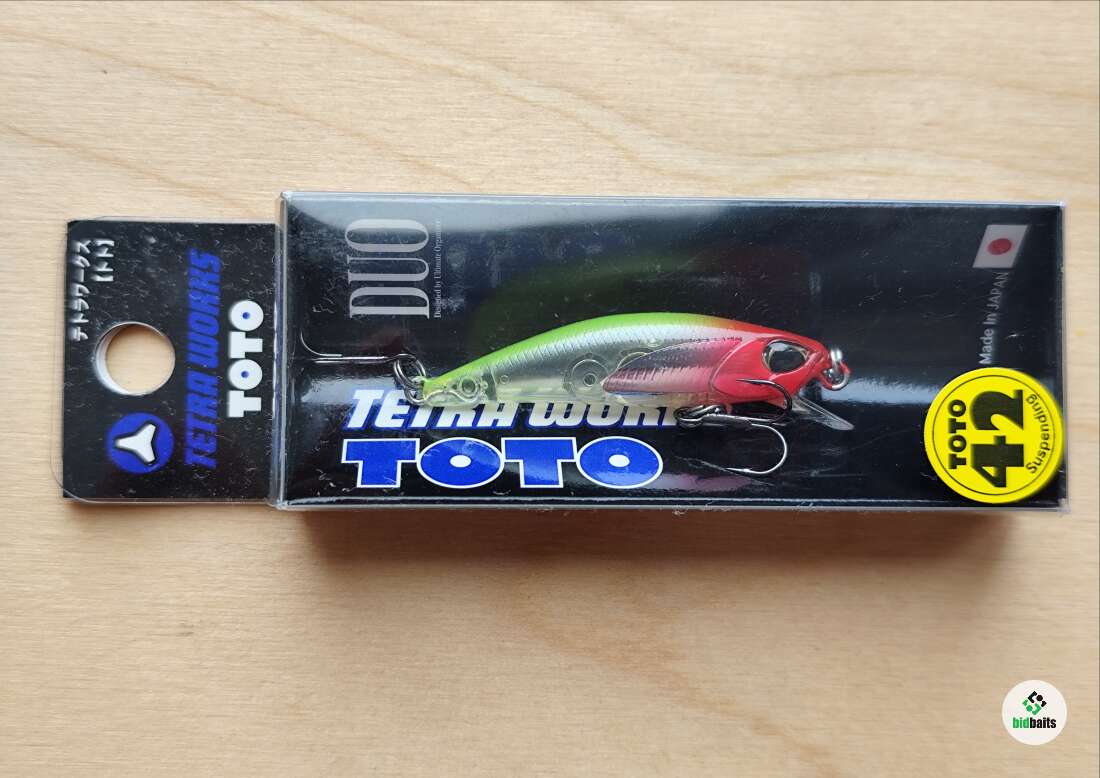 テトラワークス
【トト】
TETRA WORKS
TOTO
DUO
Designed by Ultimate Organizer
TETRA WORK
TOTO
Made In JAPAN
TOTO
42
Suspending
bidbaits